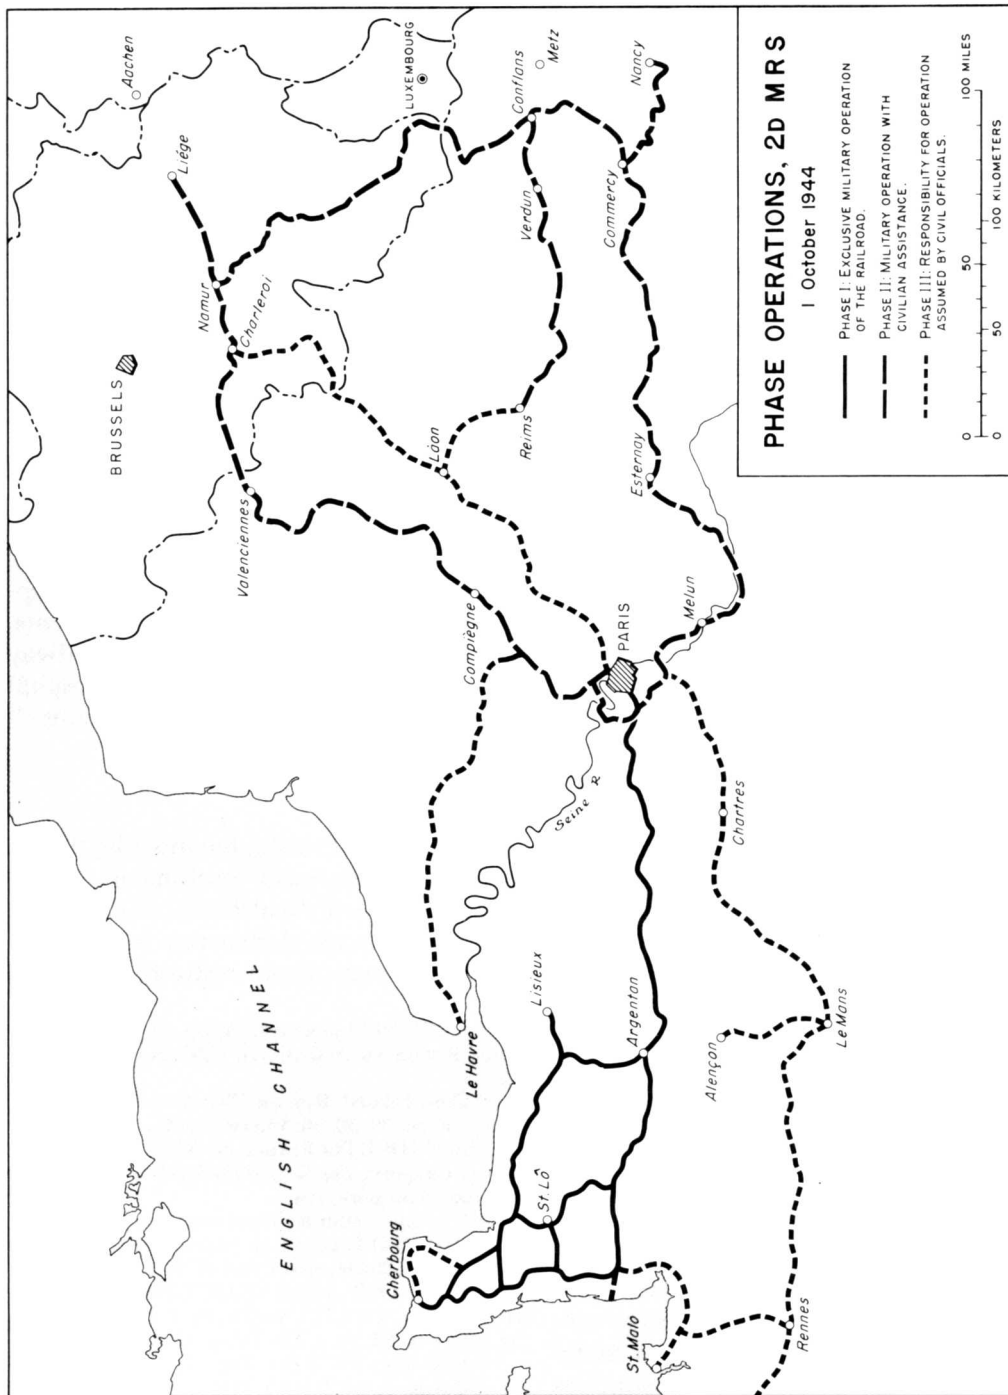 PHASE OPERATIONS, 2D MRS
1 October 1944
PHASE I: EXCLUSIVE MILITARY OPERATION
OF THE RAILROAD.
PHASE II: MILITARY OPERATION WITH
CIVILIAN ASSISTANCE.
PHASE III: RESPONSIBILITY FOR OPERATION
ASSUMED BY CIVIL OFFICIALS.
0 50 100 MILES
0 50 100 KILOMETERS
ENGLISH CHANNEL
BRUSSELS
Aachen
Liége
Namur
Charleroi
Valenciennes
LUXEMBOURG
Conflans
Metz
Verdun
Nancy
Commercy
Laon
Reims
Esternay
Compiègne
PARIS
Melun
Seine R
Chartres
Le Havre
Lisieux
Argentan
Alençon
Le Mans
Cherbourg
St. Lô
St. Malo
Rennes